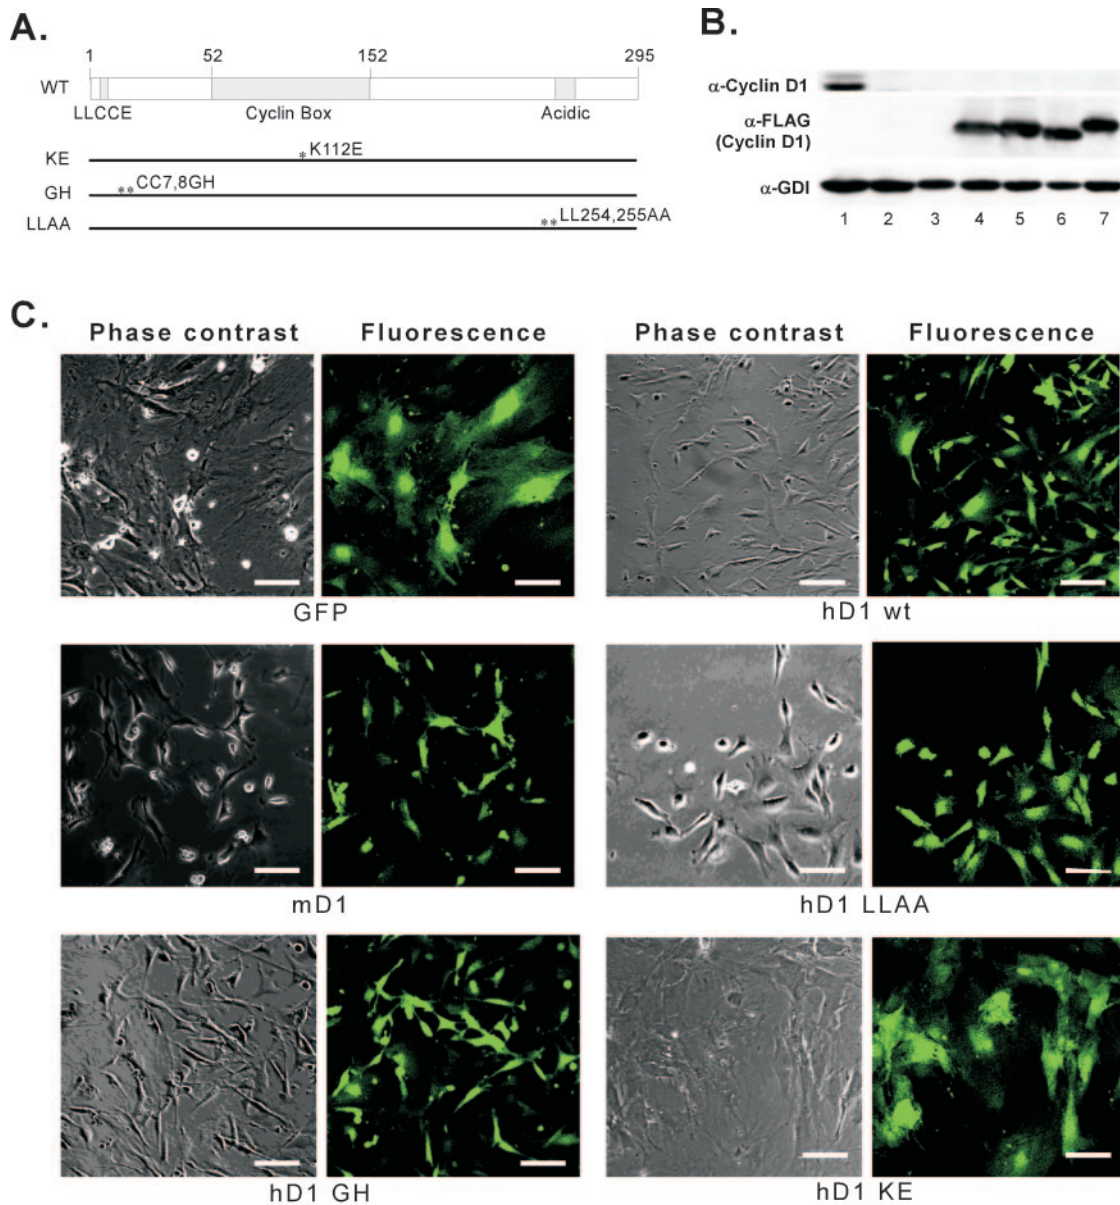 A.
1 52 152 295
WT
LLCCE Cyclin Box Acidic
KE *K112E
GH **CC7,8GH
LLAA **LL254,255AA
B.
α-Cyclin D1
α-FLAG
(Cyclin D1)
α-GDI
1 2 3 4 5 6 7
C.
Phase contrast Fluorescence Phase contrast Fluorescence
GFP hD1 wt
mD1 hD1 LLAA
hD1 GH hD1 KE